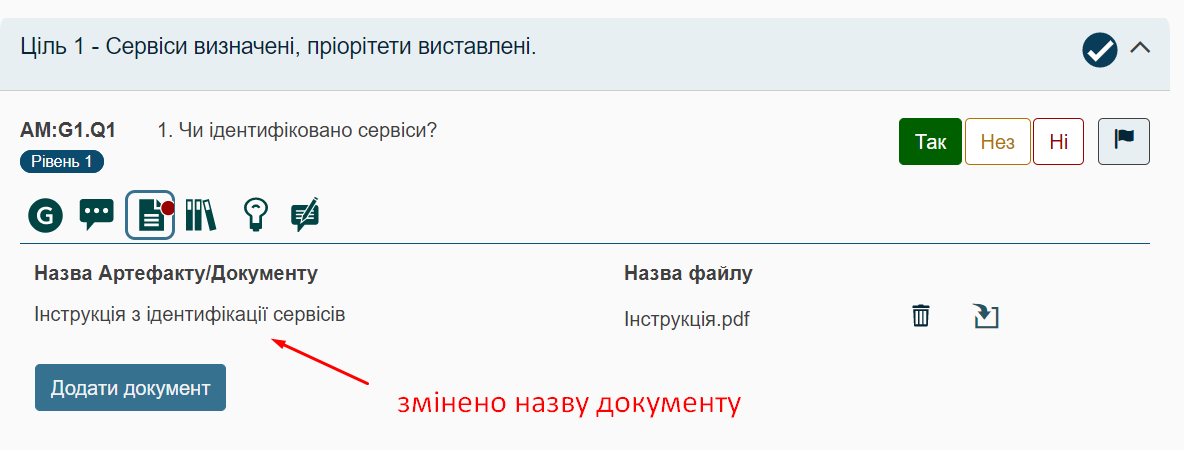 Ціль 1 - Сервіси визначені, пріорітети виставлені.
AM:G1.Q1 1. Чи ідентифіковано сервіси? Так Нез Ні
Рівень 1
G
Назва Артефакту/Документу Назва файлу
Інструкція з ідентифікації сервісів Інструкція.pdf
Додати документ
змінено назву документу